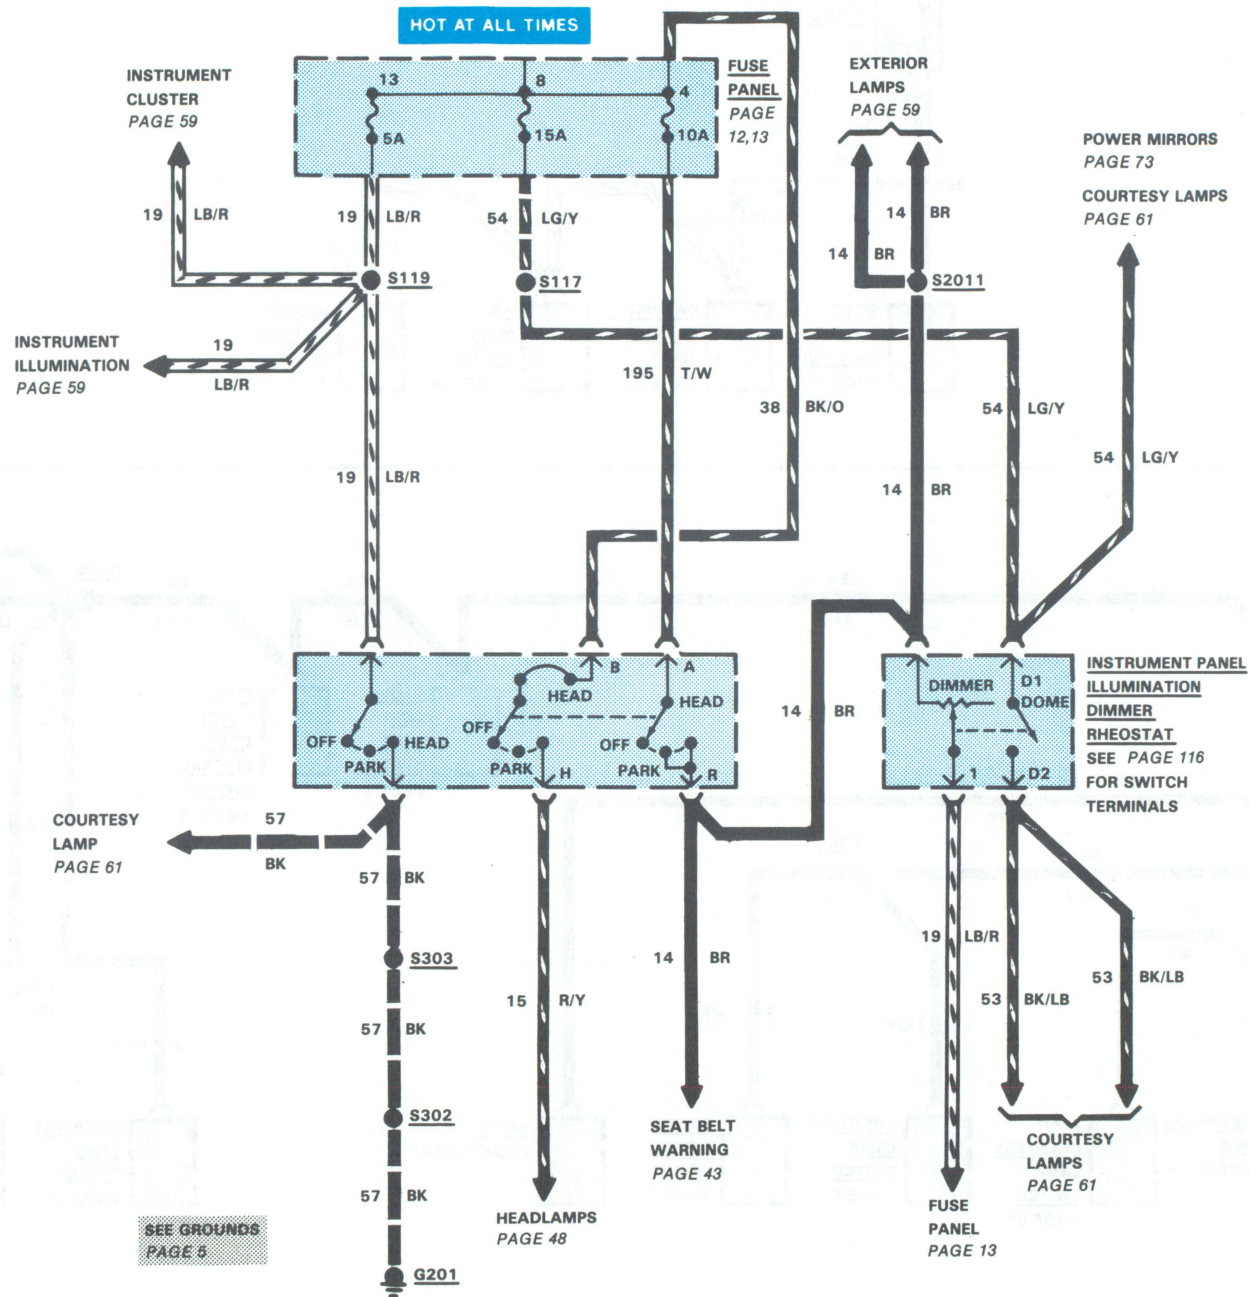 HOT AT ALL TIMES
INSTRUMENT
CLUSTER
PAGE 59
13
8
4
5A
15A
10A
FUSE
PANEL
PAGE
12,13
EXTERIOR
LAMPS
PAGE 59
POWER MIRRORS
PAGE 73
COURTESY LAMPS
PAGE 61
19 LB/R
19 LB/R
54 LG/Y
14 BR
14 BR
S119
S117
S2011
INSTRUMENT
ILLUMINATION
PAGE 59
19
LB/R
195 T/W
38 BK/O
54 LG/Y
54 LG/Y
19 LB/R
14 BR
B
A
HEAD
HEAD
OFF
HEAD
PARK
OFF
PARK
H
OFF
PARK
R
14 BR
DIMMER
D1
DOME
1
D2
INSTRUMENT PANEL
ILLUMINATION
DIMMER
RHEOSTAT
SEE PAGE 116
FOR SWITCH
TERMINALS
COURTESY
LAMP
PAGE 61
57
BK
57 BK
S303
57 BK
S302
57 BK
G201
15 R/Y
14 BR
19 LB/R
53 BK/LB
53 BK/LB
SEAT BELT
WARNING
PAGE 43
COURTESY
LAMPS
PAGE 61
HEADLAMPS
PAGE 48
FUSE
PANEL
PAGE 13
SEE GROUNDS
PAGE 5